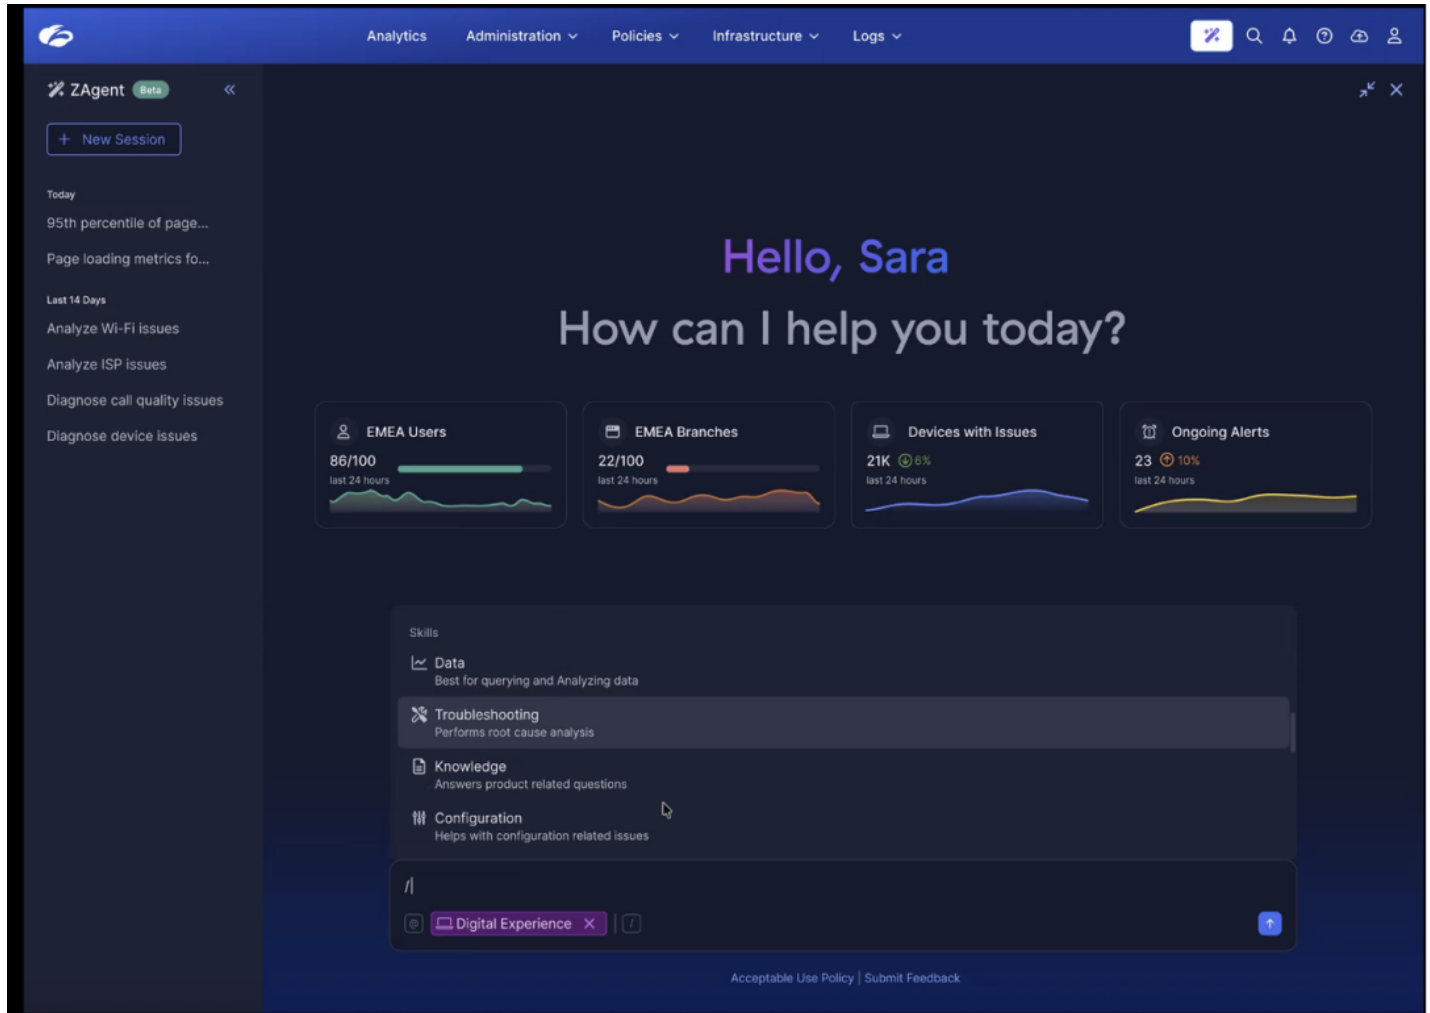 Analytics
Administration
Policies
Infrastructure
Logs
ZAgent Beta
+ New Session
Today
95th percentile of page...
Page loading metrics fo...
Last 14 Days
Analyze Wi-Fi issues
Analyze ISP issues
Diagnose call quality issues
Diagnose device issues
Hello, Sara
How can I help you today?
EMEA Users
86/100
last 24 hours
EMEA Branches
22/100
last 24 hours
Devices with Issues
21K 6%
last 24 hours
Ongoing Alerts
23 10%
last 24 hours
Skills
Data
Best for querying and Analyzing data
Troubleshooting
Performs root cause analysis
Knowledge
Answers product related questions
Configuration
Helps with configuration related issues
/
@ Digital Experience /
Acceptable Use Policy | Submit Feedback